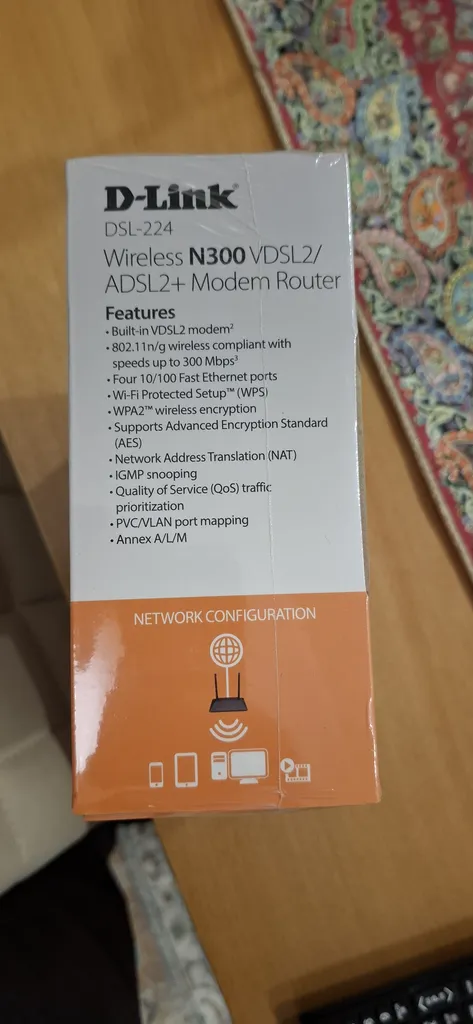 D-Link®
DSL-224
Wireless N300 VDSL2/
ADSL2+ Modem Router
Features
• Built-in VDSL2 modem²
• 802.11n/g wireless compliant with
speeds up to 300 Mbps³
• Four 10/100 Fast Ethernet ports
• Wi-Fi Protected Setup™ (WPS)
• WPA2™ wireless encryption
• Supports Advanced Encryption Standard
(AES)
• Network Address Translation (NAT)
• IGMP snooping
• Quality of Service (QoS) traffic
prioritization
• PVC/VLAN port mapping
• Annex A/L/M
NETWORK CONFIGURATION